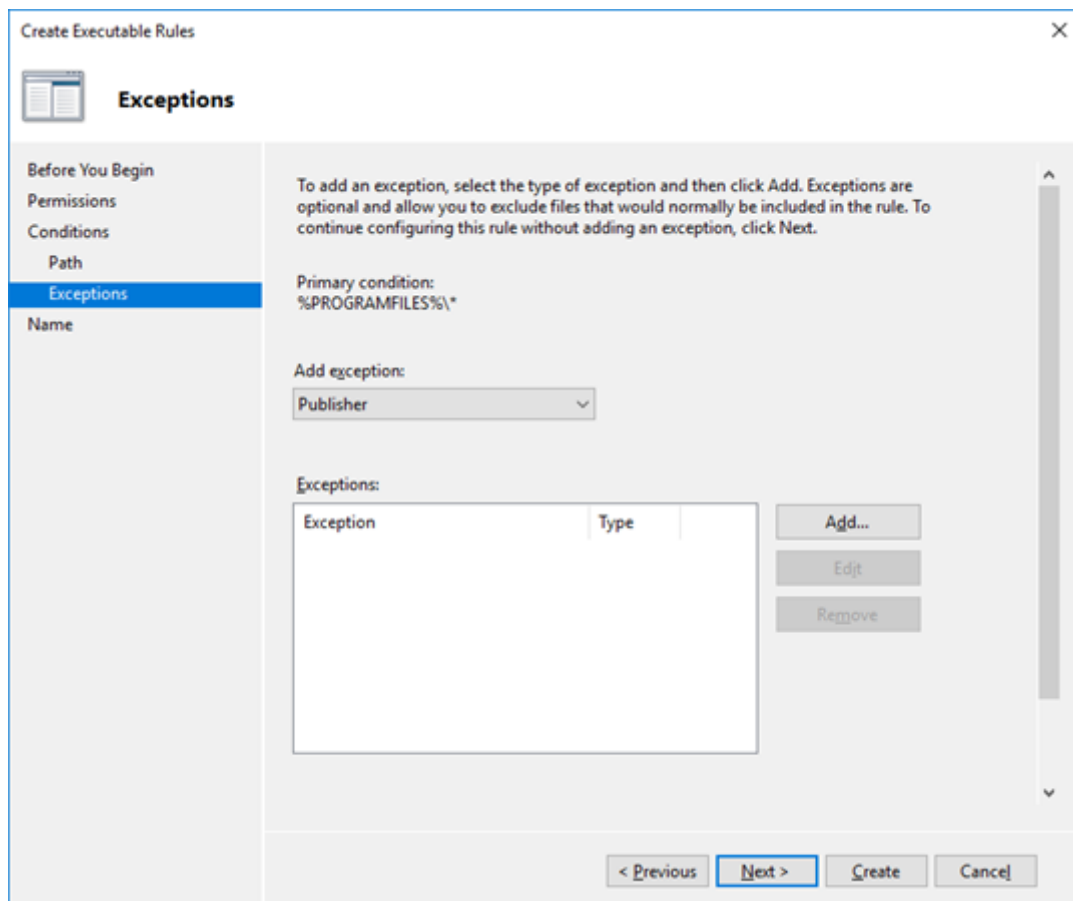 Create Executable Rules
Exceptions
Before You Begin
Permissions
Conditions
Path
Exceptions
Name
To add an exception, select the type of exception and then click Add. Exceptions are
optional and allow you to exclude files that would normally be included in the rule. To
continue configuring this rule without adding an exception, click Next.
Primary condition:
%PROGRAMFILES%\*
Add exception:
Publisher
Exceptions:
Exception Type
Add...
Edit
Remove
< Previous Next > Create Cancel